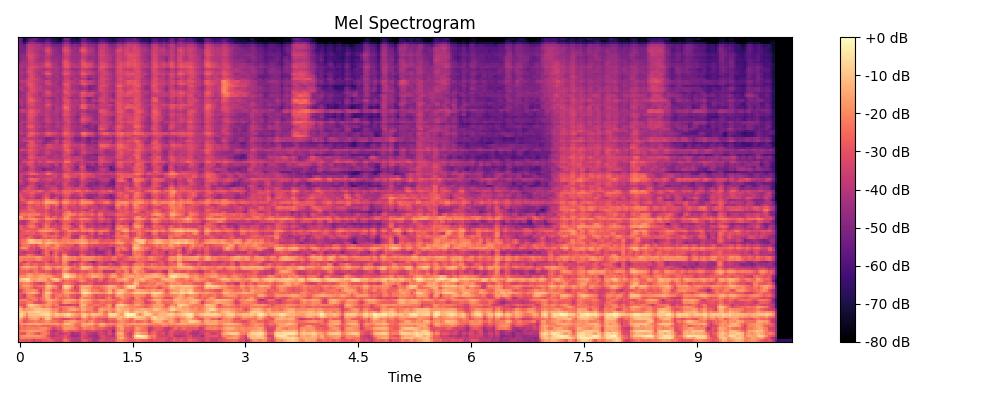 Mel Spectrogram
+0 dB
-10 dB
-20 dB
-30 dB
-40 dB
-50 dB
-60 dB
-70 dB
-80 dB
0 1.5 3 4.5 6 7.5 9
Time